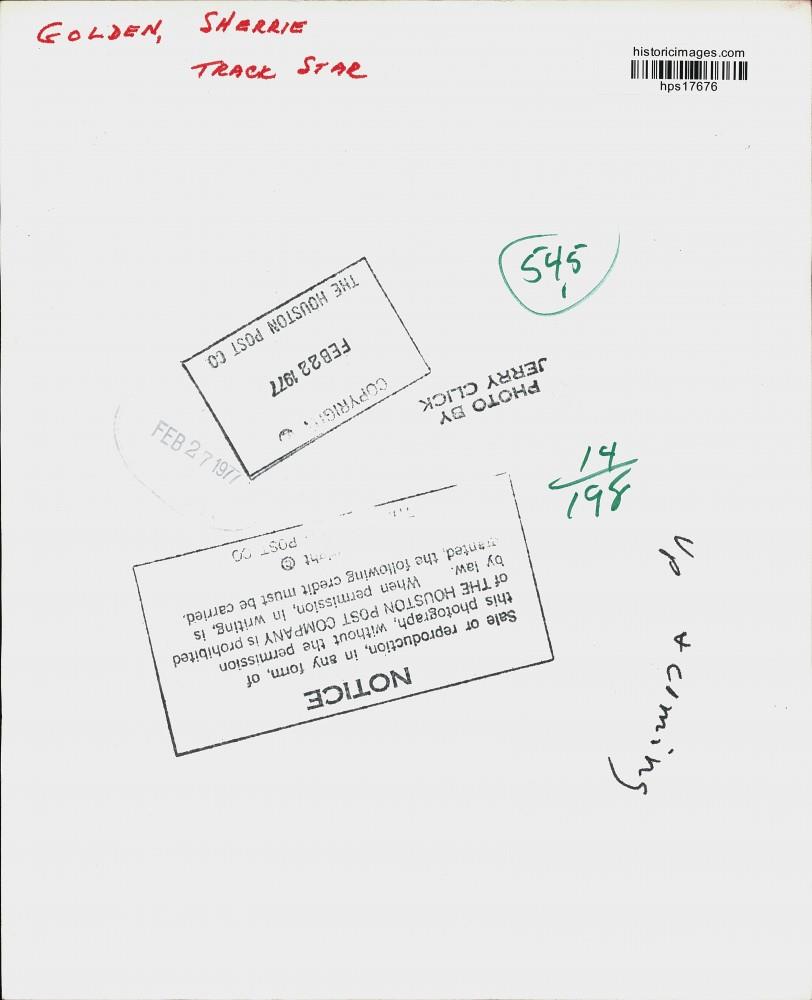 GOLDEN, SHERRIE
TRACK STAR
historicimages.com
hps17676
545
1
COPYRIGHT ©
FEB 22 1977
THE HOUSTON POST CO
PHOTO BY
JERRY CLICK
FEB 27 1977
14
198
up + coming
NOTICE
Sale or reproduction, in any form, of
this photograph, without the permission
of THE HOUSTON POST COMPANY is prohibited
by law. When permission, in writing, is
granted, the following credit must be carried.
©
POST CO